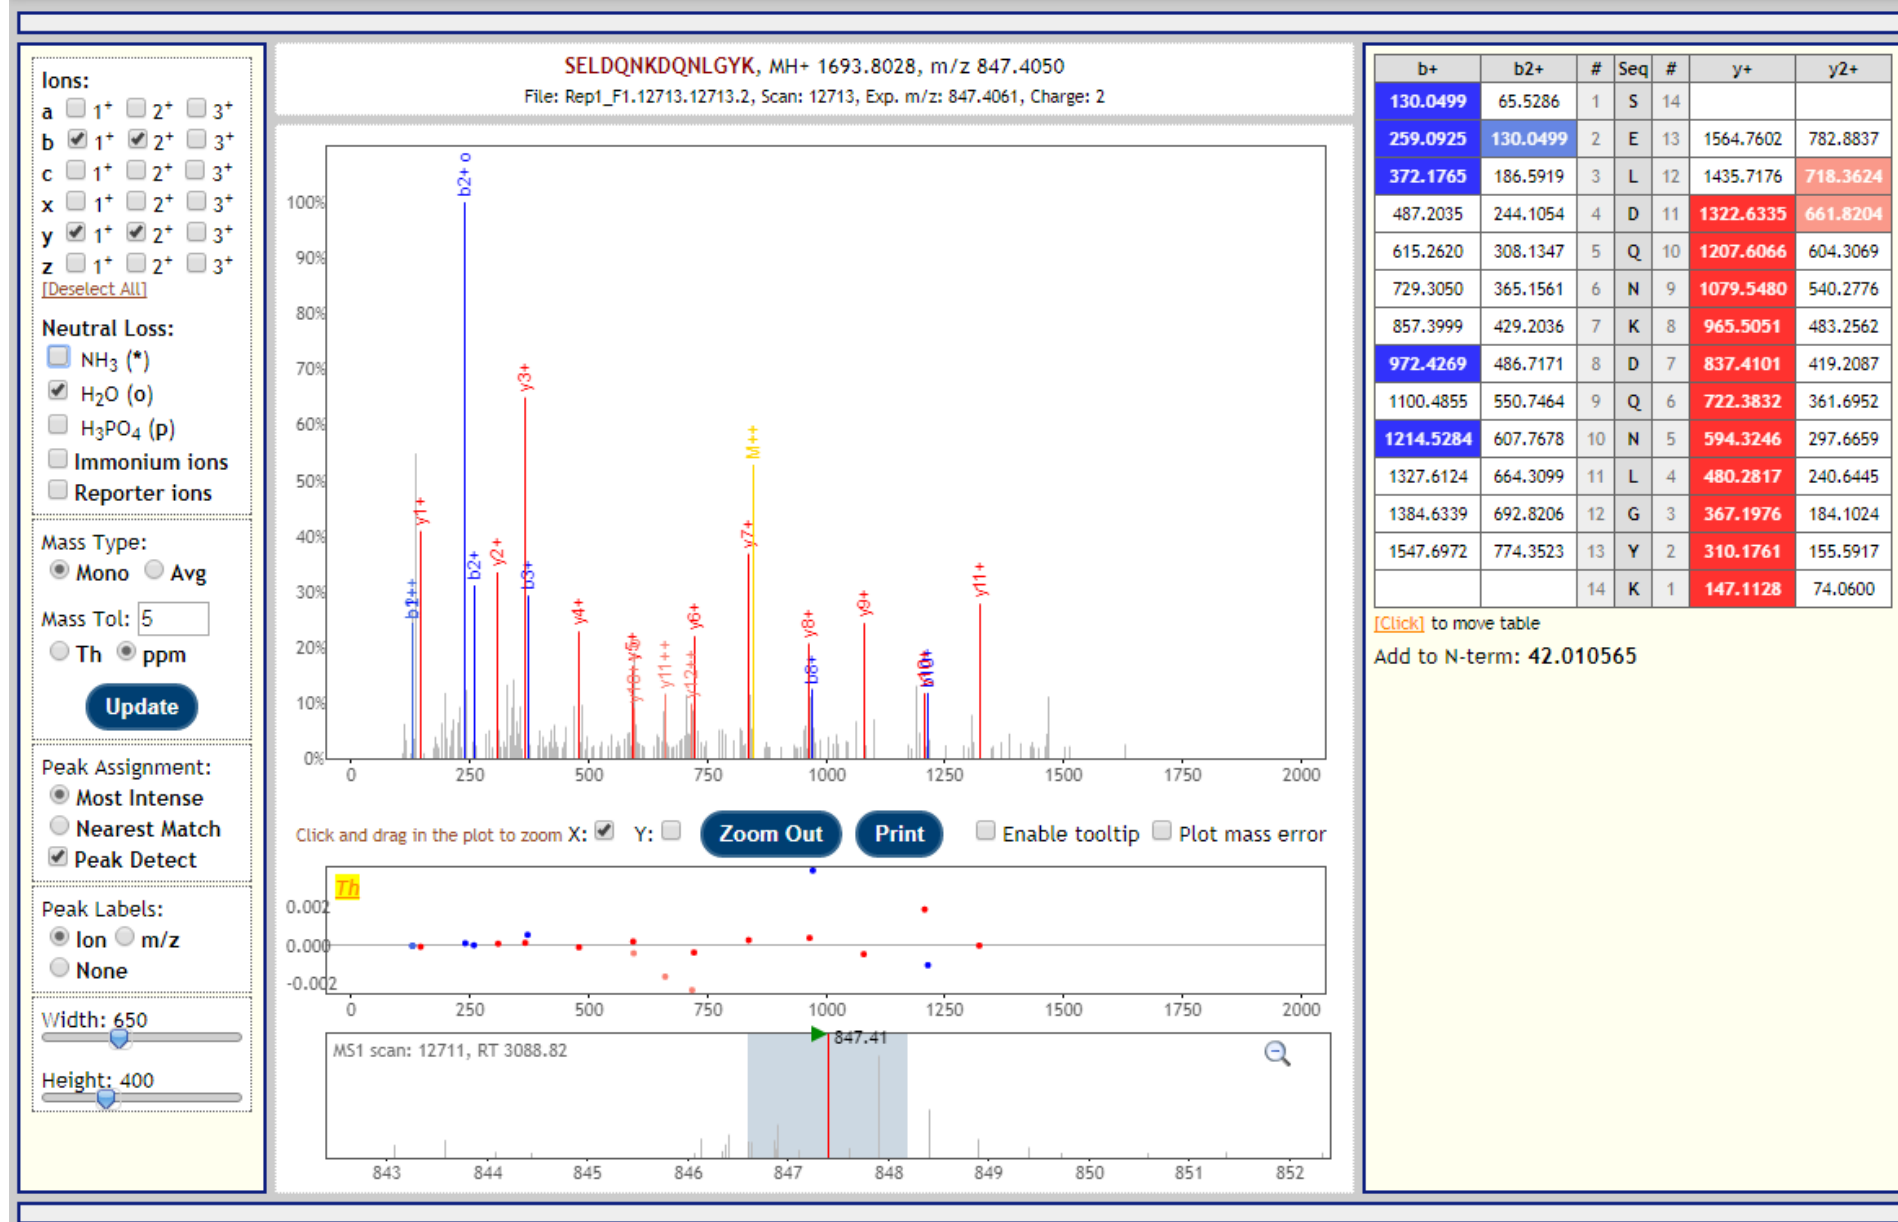 Ions:
a 1+ 2+ 3+
b 1+ 2+ 3+
c 1+ 2+ 3+
x 1+ 2+ 3+
y 1+ 2+ 3+
z 1+ 2+ 3+
[Deselect All]
Neutral Loss:
NH3 (*)
H2O (o)
H3PO4 (p)
Immonium ions
Reporter ions
Mass Type:
Mono Avg
Mass Tol: 5
Th ppm
Update
Peak Assignment:
Most Intense
Nearest Match
Peak Detect
Peak Labels:
Ion m/z
None
Width: 650
Height: 400
SELDQNKDQNLGYK, MH+ 1693.8028, m/z 847.4050
File: Rep1_F1.12713.12713.2, Scan: 12713, Exp. m/z: 847.4061, Charge: 2
100%
90%
80%
70%
60%
50%
40%
30%
20%
10%
0%
y1+
b2+ o
b2+
y2+
y3+
b3+
y4+
y5+
y11++
y12++
y6+
y7+
M++
y8+
b8+
y9+
y11+
0 250 500 750 1000 1250 1500 1750 2000
Click and drag in the plot to zoom X: Y: Zoom Out Print Enable tooltip Plot mass error
Th
0.002
0.000
-0.002
0 250 500 750 1000 1250 1500 1750 2000
MS1 scan: 12711, RT 3088.82
847.41
843 844 845 846 847 848 849 850 851 852
b+ b2+ # Seq # y+ y2+
130.0499 65.5286 1 S 14
259.0925 130.0499 2 E 13 1564.7602 782.8837
372.1765 186.5919 3 L 12 1435.7176 718.3624
487.2035 244.1054 4 D 11 1322.6335 661.8204
615.2620 308.1347 5 Q 10 1207.6066 604.3069
729.3050 365.1561 6 N 9 1079.5480 540.2776
857.3999 429.2036 7 K 8 965.5051 483.2562
972.4269 486.7171 8 D 7 837.4101 419.2087
1100.4855 550.7464 9 Q 6 722.3832 361.6952
1214.5284 607.7678 10 N 5 594.3246 297.6659
1327.6124 664.3099 11 L 4 480.2817 240.6445
1384.6339 692.8206 12 G 3 367.1976 184.1024
1547.6972 774.3523 13 Y 2 310.1761 155.5917
14 K 1 147.1128 74.0600
[Click] to move table
Add to N-term: 42.010565